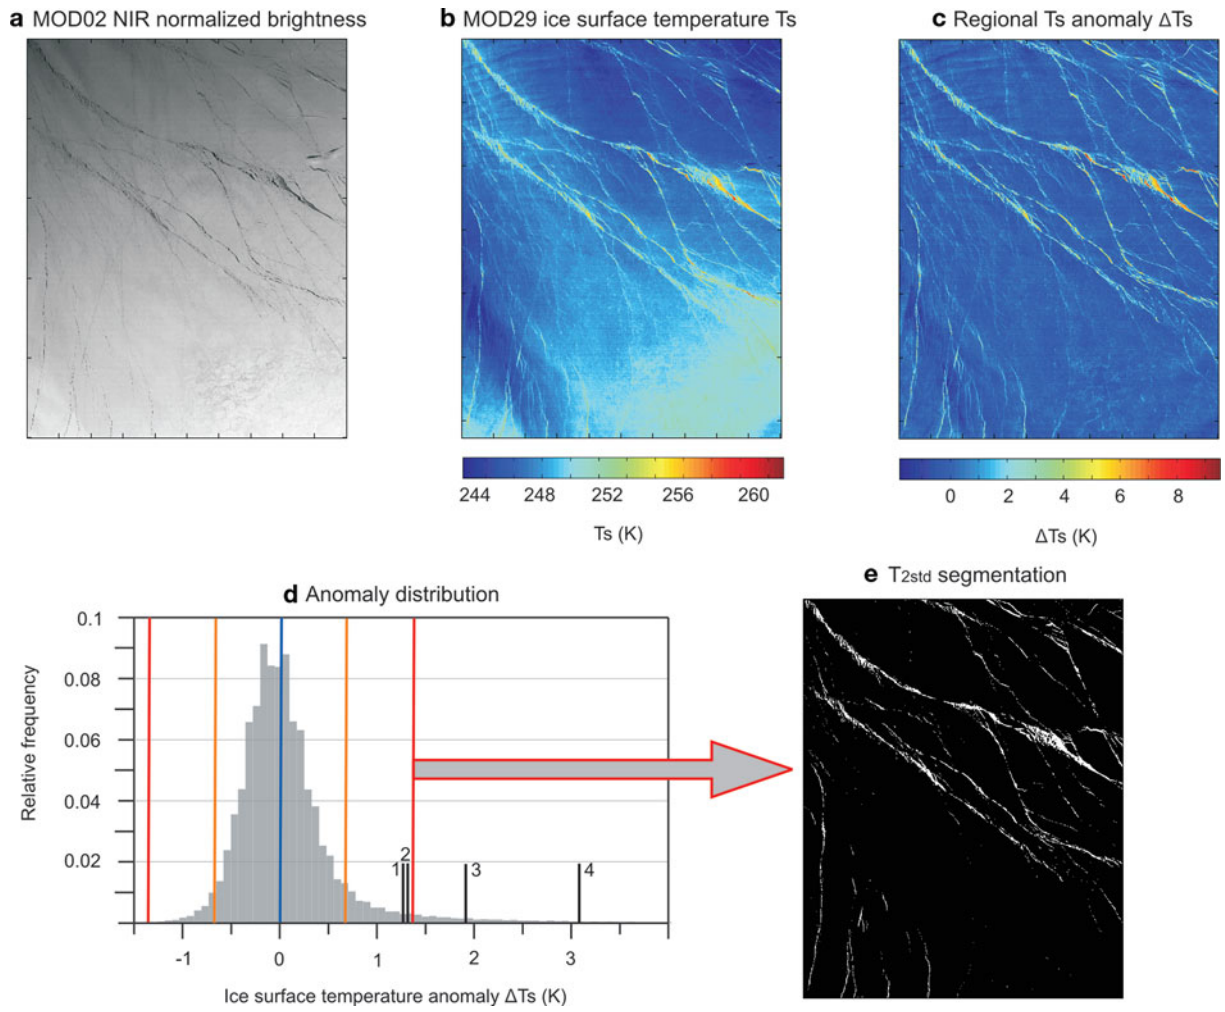 a MOD02 NIR normalized brightness
b MOD29 ice surface temperature Ts
c Regional Ts anomaly ΔTs
244 248 252 256 260
Ts (K)
0 2 4 6 8
ΔTs (K)
d Anomaly distribution
e T2std segmentation
Relative frequency
0.1
0.08
0.06
0.04
0.02
1 2 3 4
-1 0 1 2 3
Ice surface temperature anomaly ΔTs (K)